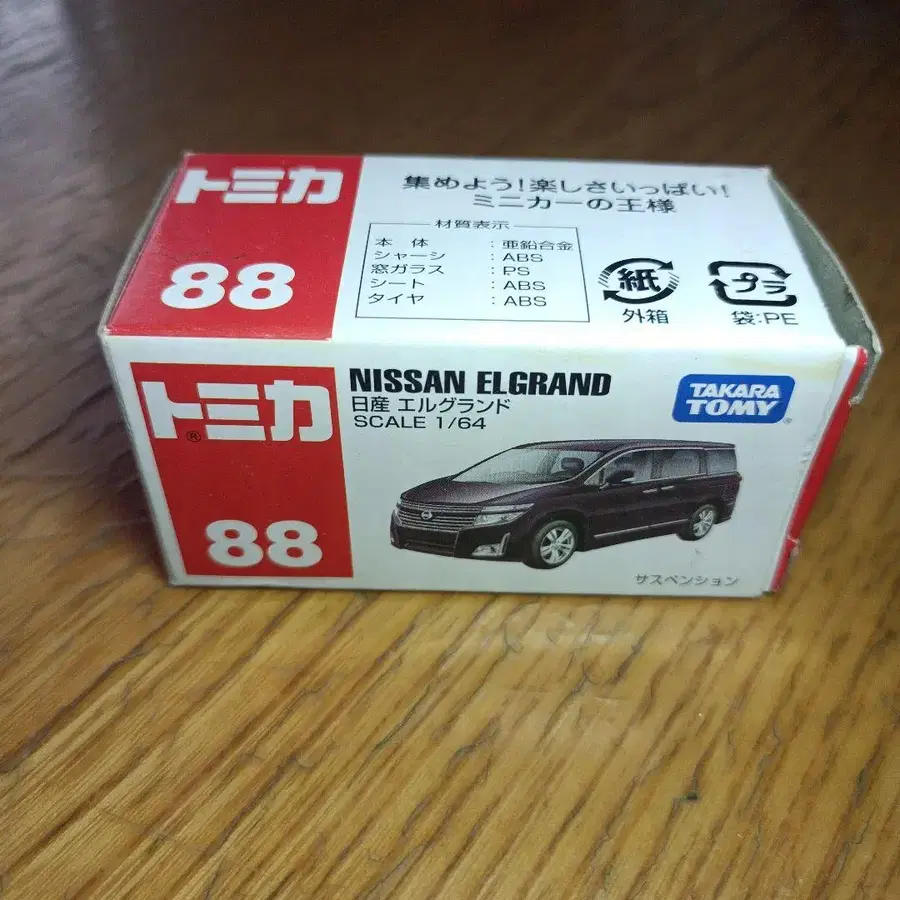 トミカ
88
集めよう!楽しさいっぱい!
ミニカーの王様
材質表示
本 体 : 亜鉛合金
シャーシ : ABS
窓ガラス : PS
シート : ABS
タイヤ : ABS
紙
外箱
プラ
袋:PE
トミカ®
88
NISSAN ELGRAND
日産 エルグランド
SCALE 1/64
TAKARA TOMY®
サスペンション